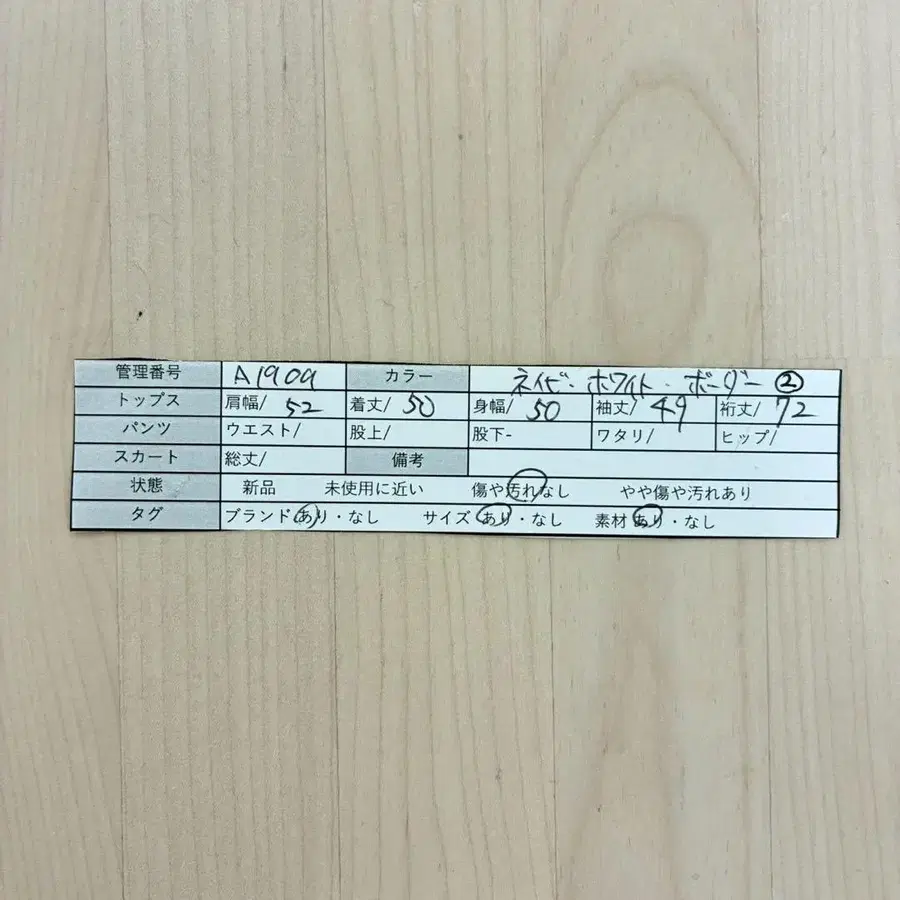 管理番号 A1909 カラー ネイビー・ホワイト・ボーダー ②
トップス 肩幅/ 52 着丈/ 50 身幅/ 50 袖丈/ 49 裄丈/ 72
パンツ ウエスト/ 股上/ 股下- ワタリ/ ヒップ/
スカート 総丈/ 備考
状態 新品 未使用に近い 傷や汚れなし やや傷や汚れあり
タグ ブランドあり・なし サイズあり・なし 素材あり・なし